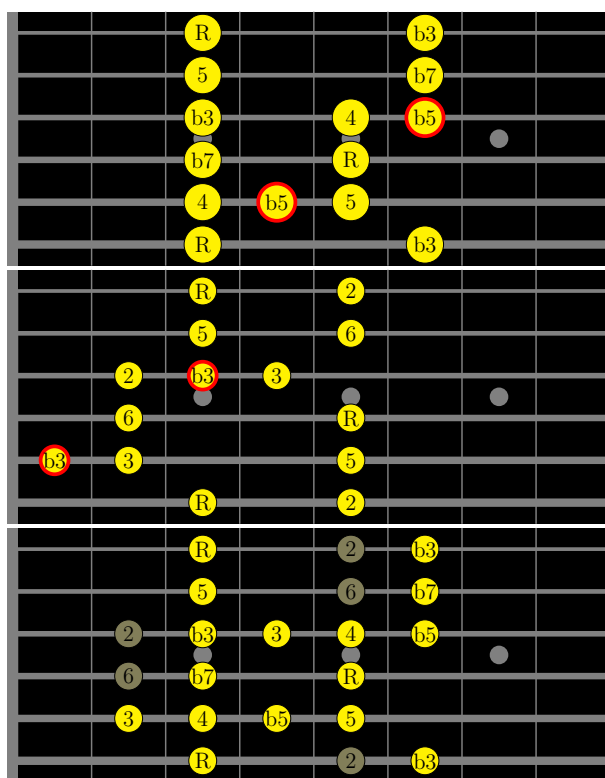 R b3
5 b7
b3 4 b5
b7 R
4 b5 5
R b3
R 2
5 6
2 b3 3
6 R
b3 3 5
R 2
R 2 b3
5 6 b7
2 b3 3 4 b5
6 b7 R
3 4 b5 5
R 2 b3